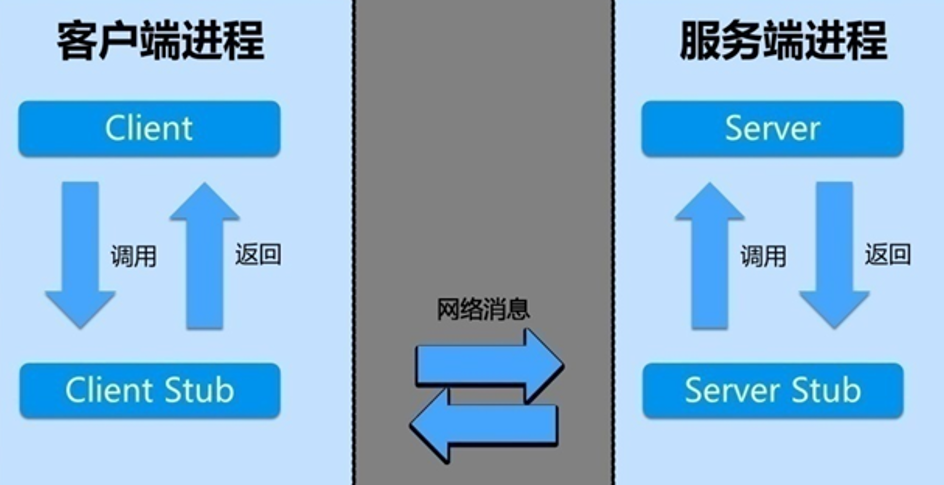 客户端进程
服务端进程
Client
Server
调用
返回
调用
返回
网络消息
Client Stub
Server Stub